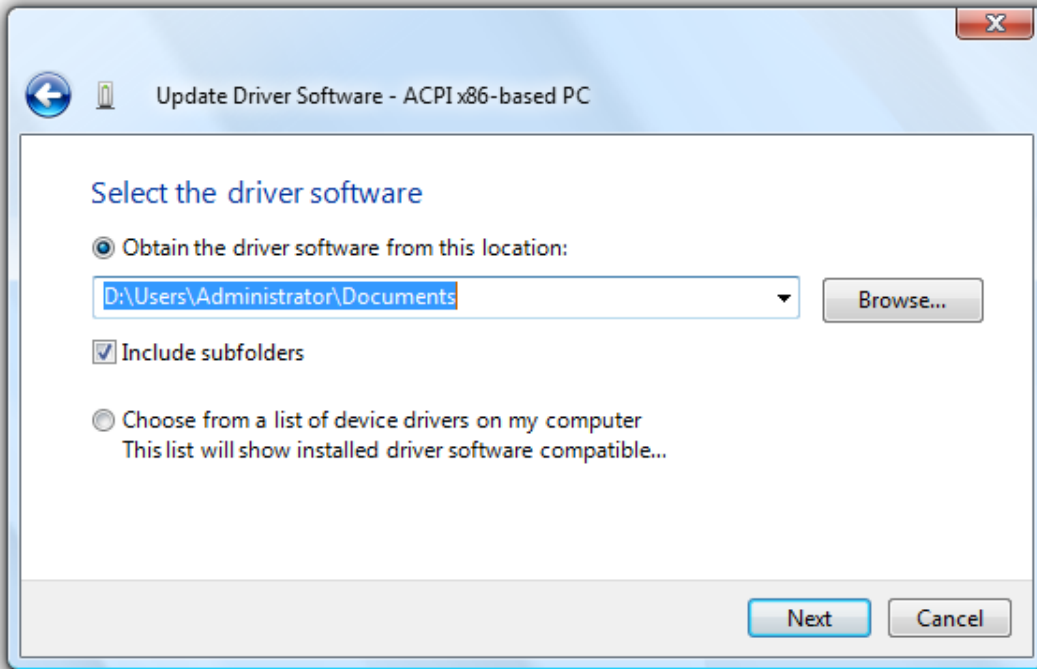 Update Driver Software - ACPI x86-based PC
Select the driver software
Obtain the driver software from this location:
D:\Users\Administrator\Documents
Browse...
Include subfolders
Choose from a list of device drivers on my computer
This list will show installed driver software compatible...
Next
Cancel